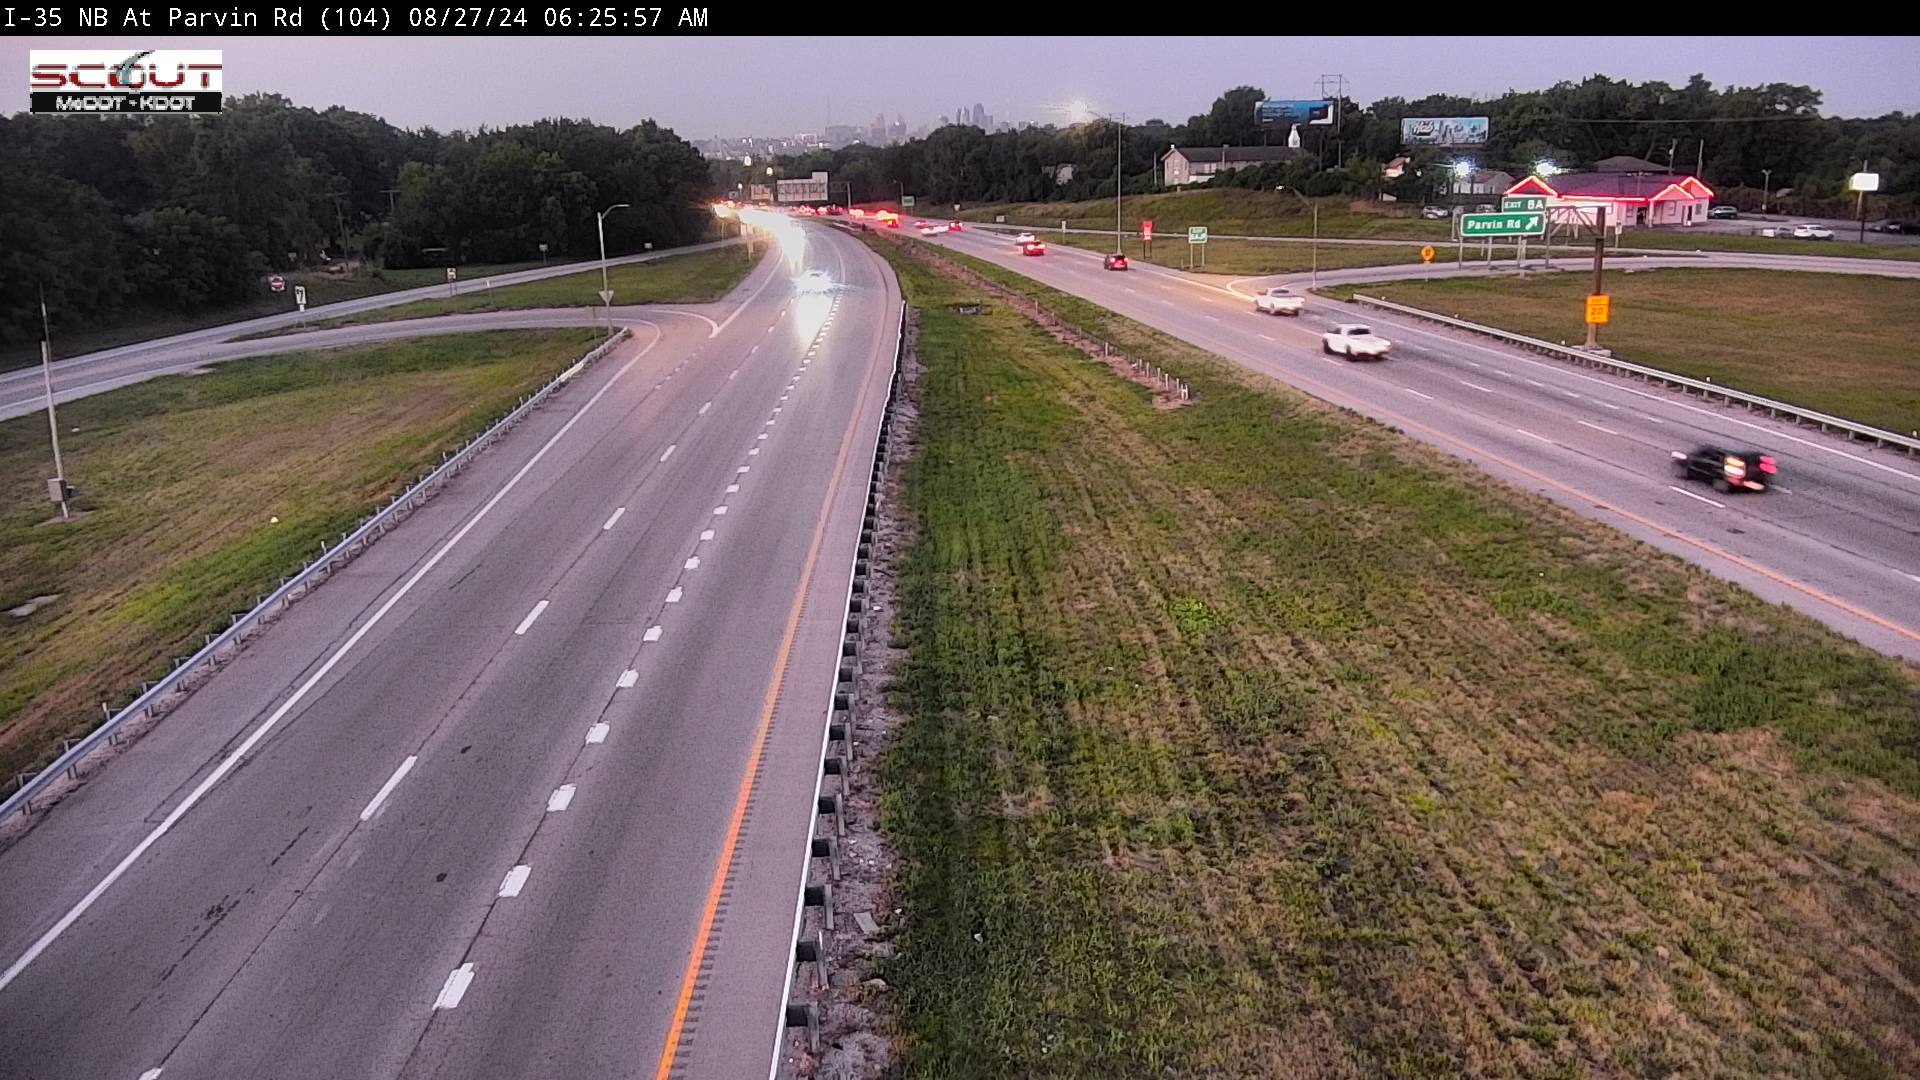 I-35 NB At Parvin Rd (104) 08/27/24 06:25:57 AM
SCOUT
MoDOT - KDOT
EXIT 8A
Parvin Rd
20